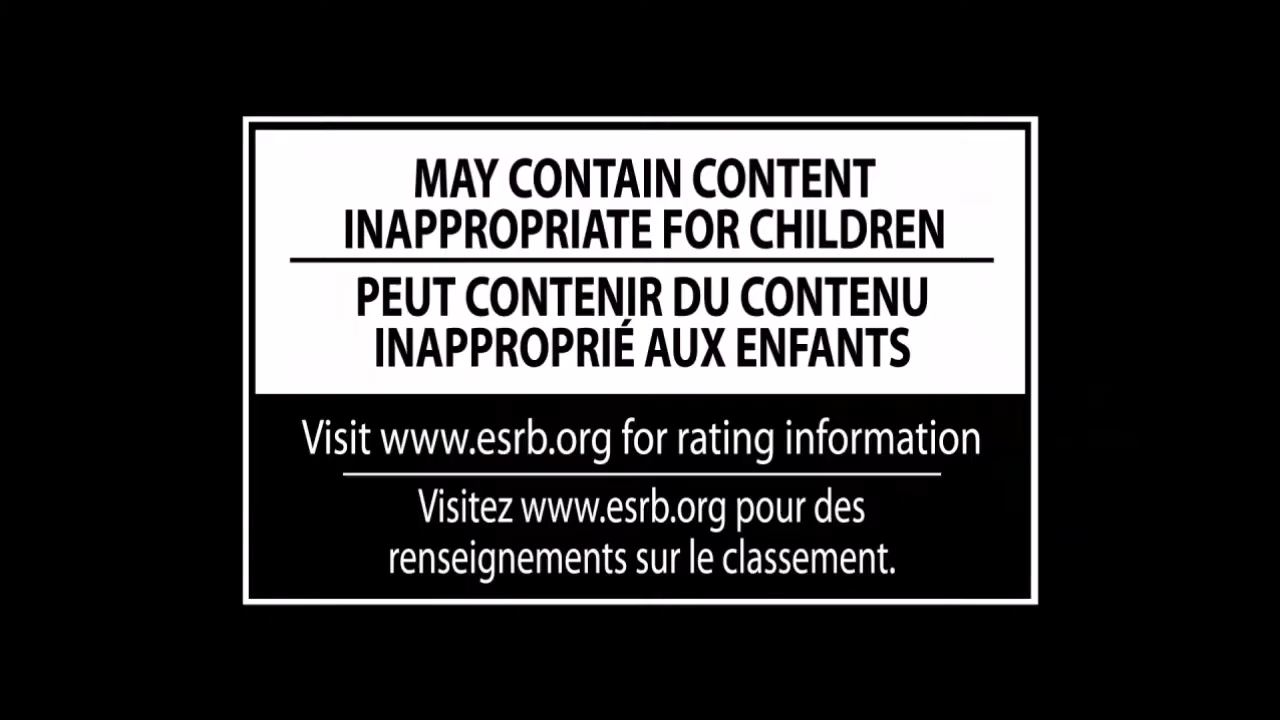 MAY CONTAIN CONTENT
INAPPROPRIATE FOR CHILDREN
PEUT CONTENIR DU CONTENU
INAPPROPRIÉ AUX ENFANTS
Visit www.esrb.org for rating information
Visitez www.esrb.org pour des
renseignements sur le classement.